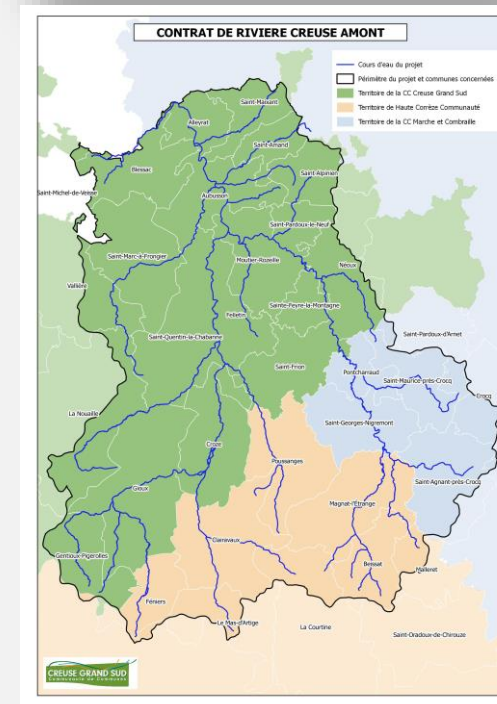 CONTRAT DE RIVIERE CREUSE AMONT
Cours d'eau du projet
Périmètre du projet et communes concernées
Territoire de la CC Creuse Grand Sud
Territoire de Haute Corrèze Communauté
Territoire de la CC Marche et Combraille
Saint-Maixant
Alleyrat
Saint-Amand
Blessac
Saint-Alpinien
Saint-Michel-de-Veisse
Aubusson
Saint-Pardoux-le-Neuf
Saint-Marc-à-Frongier
Moutier-Rozeille
Néoux
Vallière
Sainte-Feyre-la-Montagne
Felletin
Saint-Pardoux-d'Arnet
Saint-Quentin-la-Chabanne
Saint-Frion
Pontcharraud
Saint-Maurice-près-Crocq
Crocq
La Nouaille
Saint-Georges-Nigremont
Croze
Poussanges
Saint-Agnant-près-Crocq
Gioux
Magnat-l'Étrange
Clairavaux
Gentioux-Pigerolles
Beissat
Malleret
Féniers
Le Mas-d'Artige
La Courtine
Saint-Oradoux-de-Chirouze
CREUSE GRAND SUD
Communauté de Communes